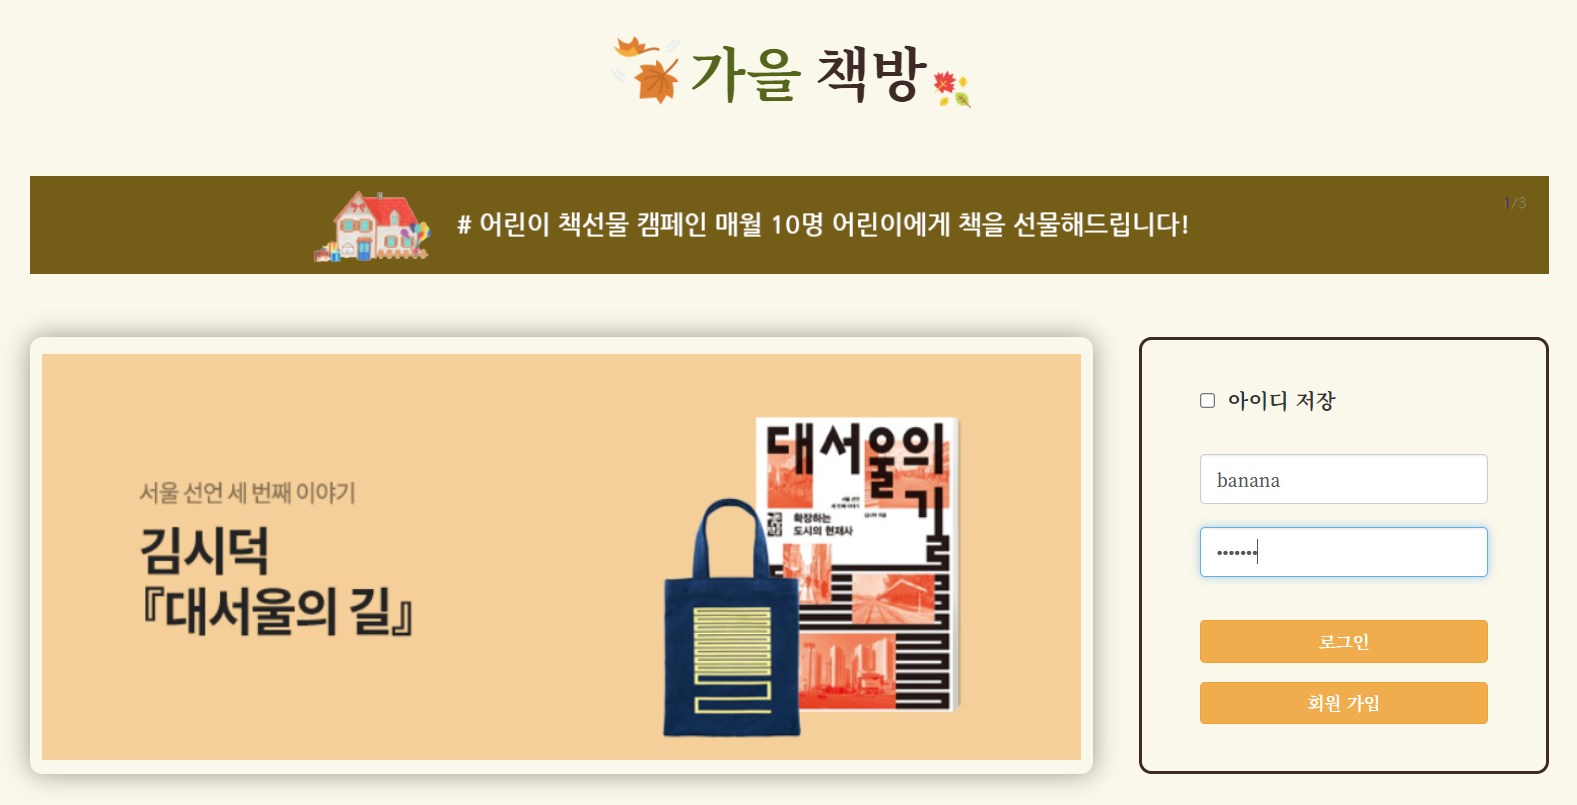 가을 책방
# 어린이 책선물 캠페인 매월 10명 어린이에게 책을 선물해드립니다!
1/3
서울 선언 세 번째 이야기
김시덕
『대서울의 길』
대서울의
길
확장하는
도시의 현재사
아이디 저장
banana
•••••••
로그인
회원 가입